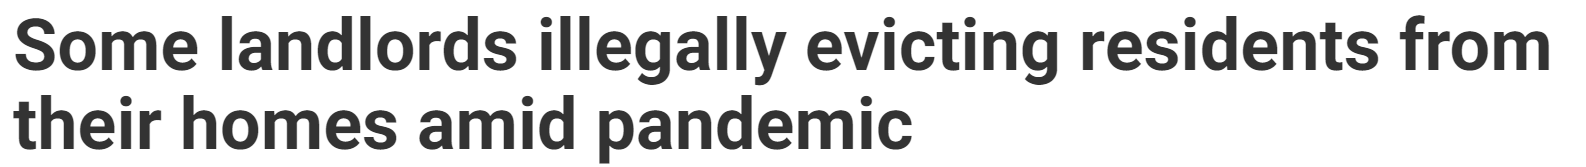 Some landlords illegally evicting residents from
their homes amid pandemic